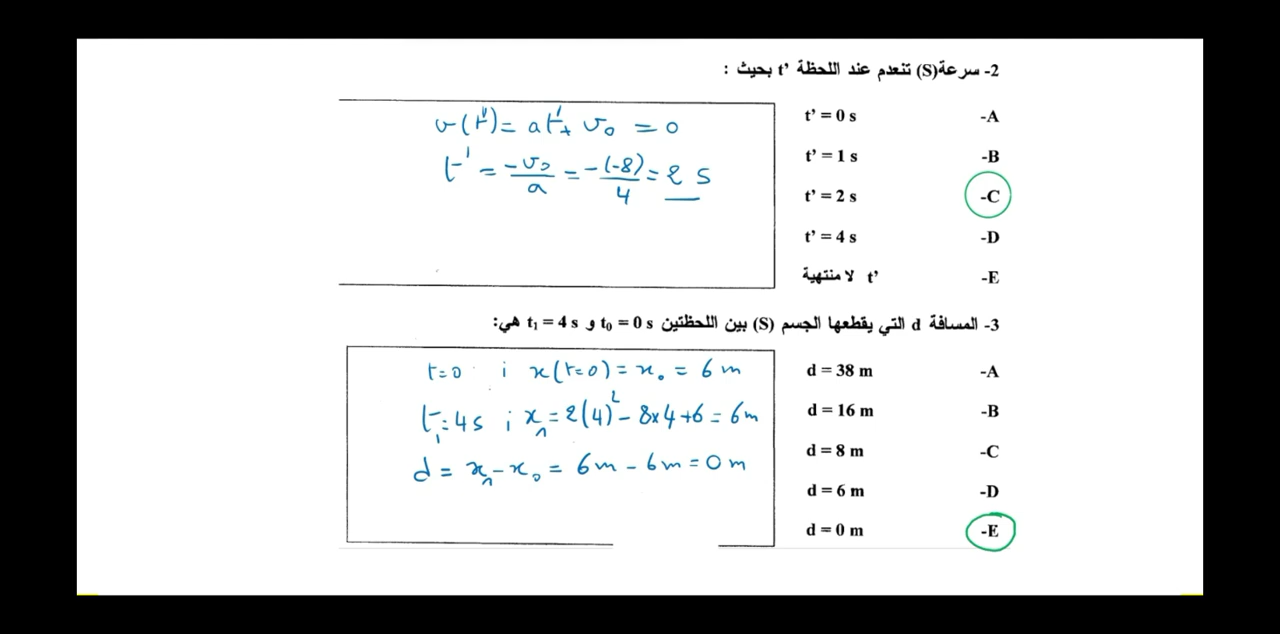 2- سرعة(S) تنعدم عند اللحظة t’ بحيث :
A- t’ = 0 s
B- t’ = 1 s
C- t’ = 2 s
D- t’ = 4 s
E- t’ لا منتهية
v(t') = at' + v₀ = 0
t' = -v₀/a = -(-8)/4 = 2 s
3- المسافة d التي يقطعها الجسم (S) بين اللحظتين t₀ = 0 s و t₁ = 4 s هي:
A- d = 38 m
B- d = 16 m
C- d = 8 m
D- d = 6 m
E- d = 0 m
t=0 ; x(t=0) = x₀ = 6 m
t₁=4s ; x₁ = 2(4)² - 8x4 +6 = 6m
d = x₁ - x₀ = 6m - 6m = 0 m